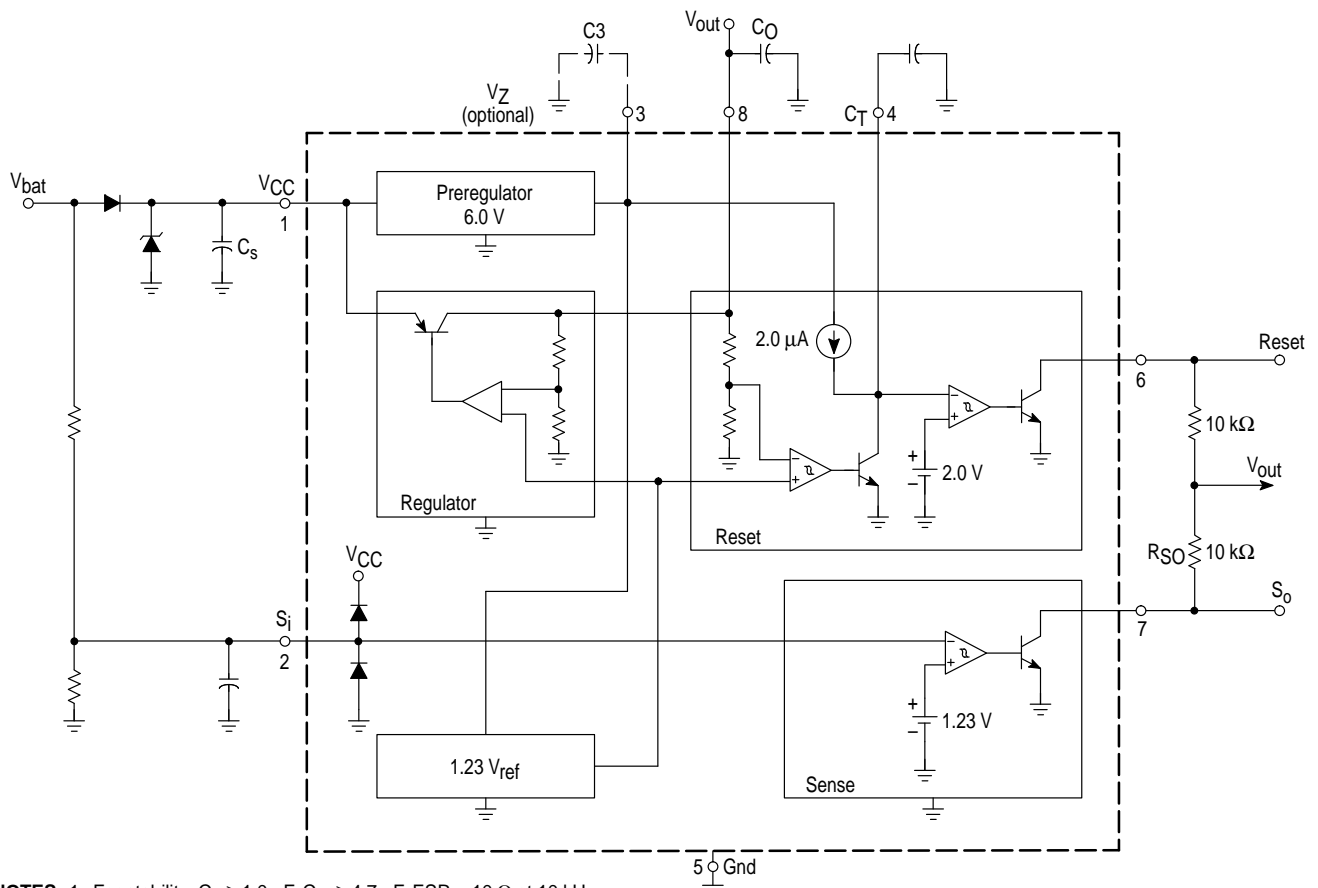 C3
Vout
CO
VZ
(optional)
3
8
CT
4
Vbat
VCC
1
Preregulator
6.0 V
Cs
2.0 μA
Reset
6
10 kΩ
+
−
2.0 V
Vout
Regulator
Reset
RSO
10 kΩ
VCC
Si
2
So
7
+
−
1.23 V
1.23 Vref
Sense
5
Gnd